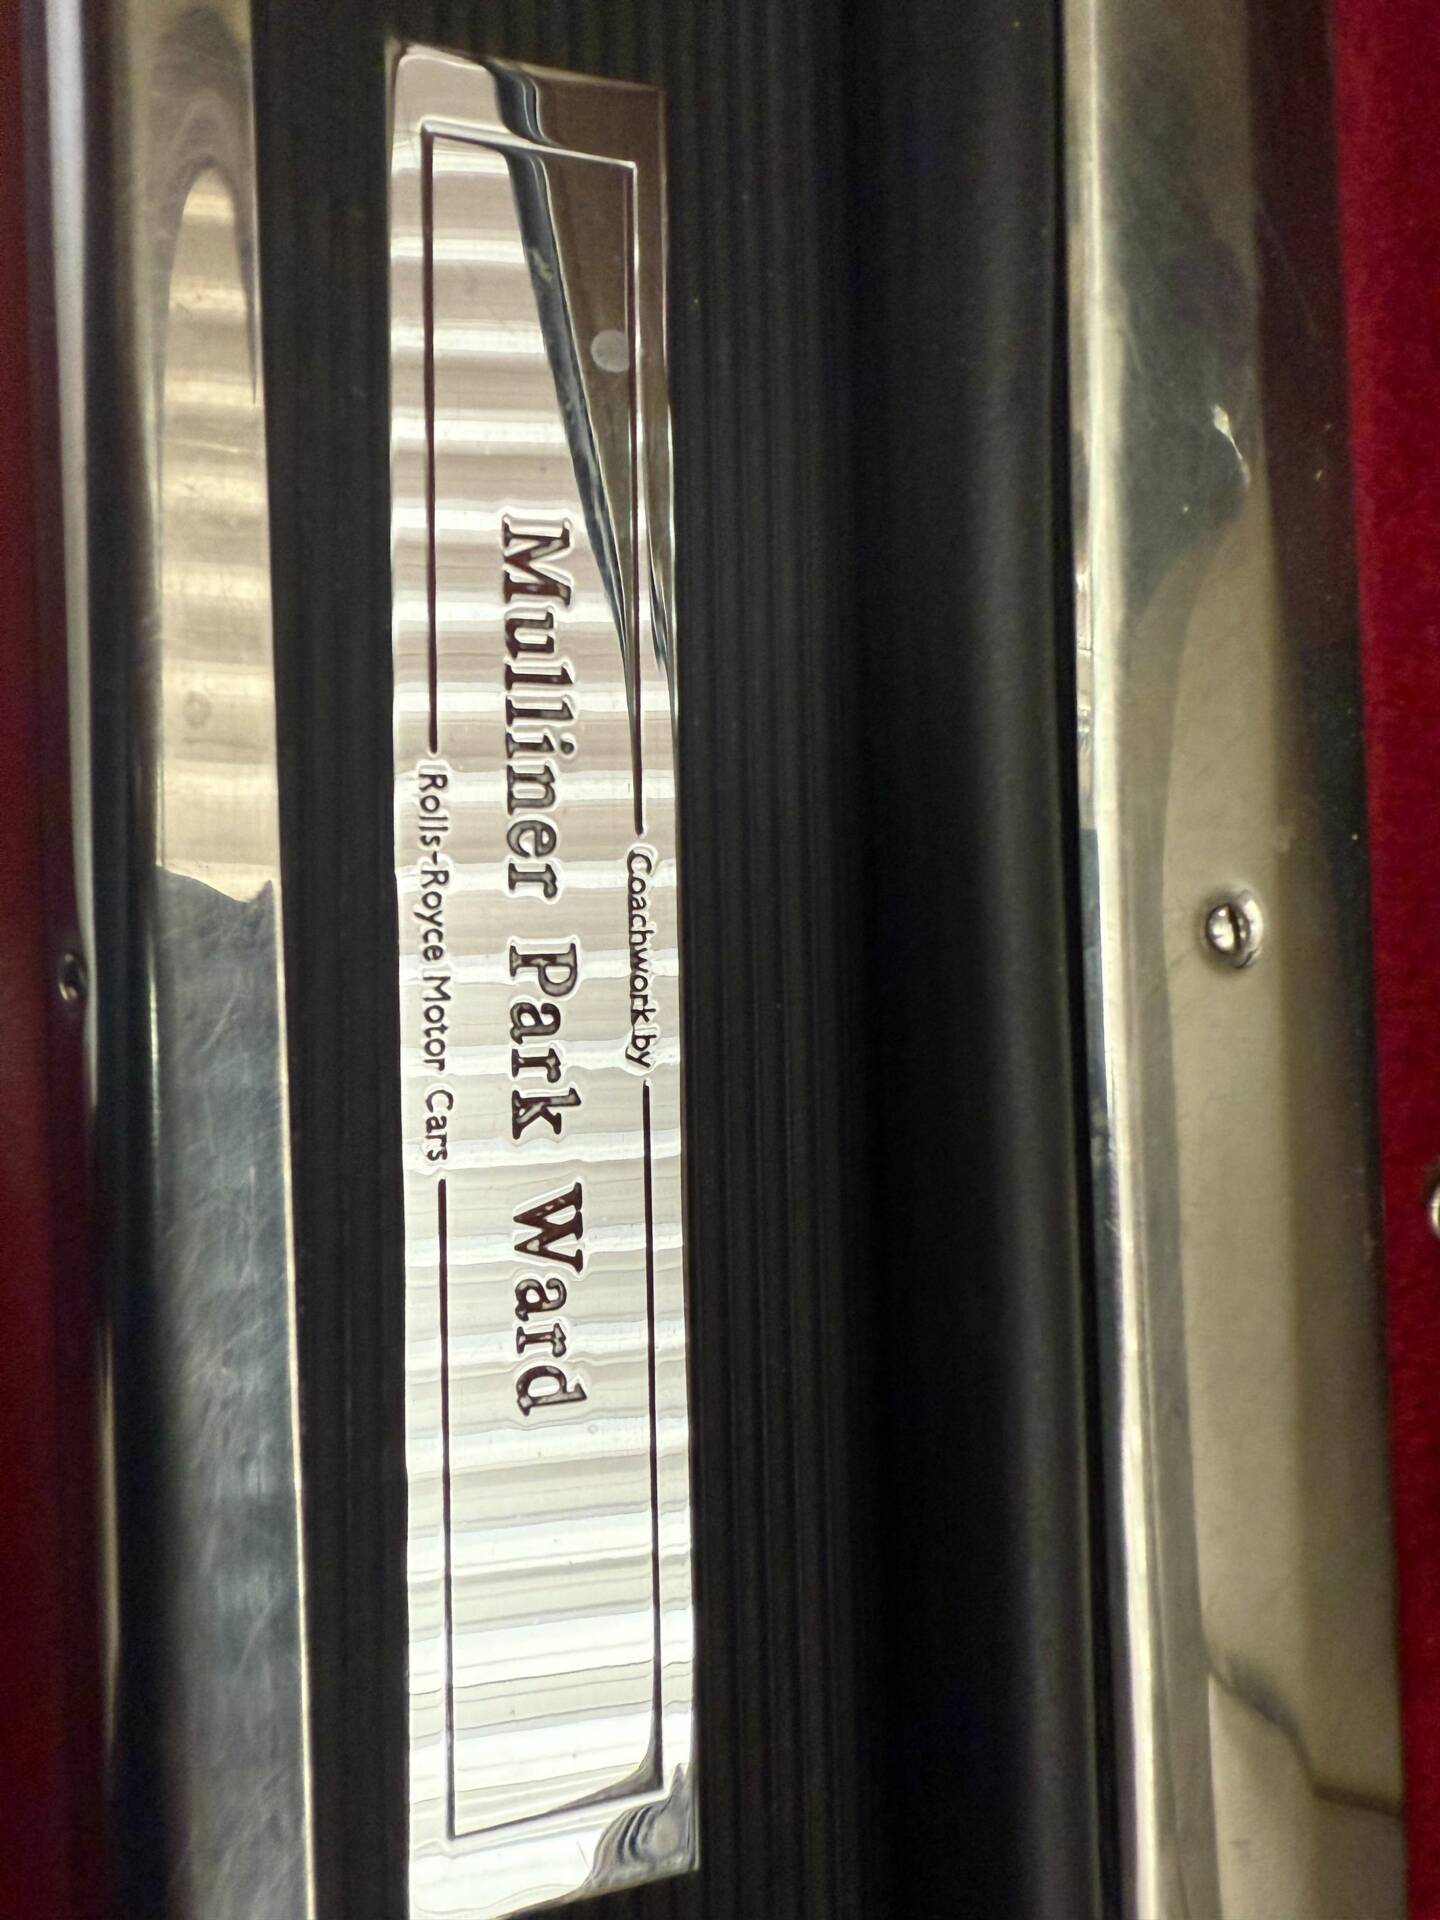 Coachwork by
Mulliner Park Ward
Rolls-Royce Motor Cars